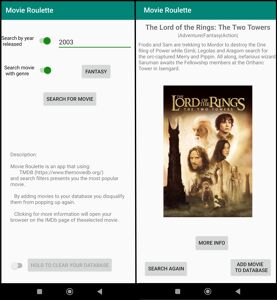 Movie Roulette
Search by year
released
2003
Search movie
with genre
FANTASY
SEARCH FOR MOVIE
Description:
Movie Roulette is an app that using
TMDB (https://www.themovedb.org/)
and search filters presents you the most popular
movie.
By adding movies to your database you disqualify
them from popping up again.
Clicking for more information will open your
browser on the IMDb page of theselected movie.
HOLD TO CLEAR YOUR DATABASE
Movie Roulette
The Lord of the Rings: The Two Towers
|Adventure|Fantasy|Action|
Frodo and Sam are trekking to Mordor to destroy the One
Ring of Power while Gimli, Legolas and Aragorn search for
the orc-captured Merry and Pippin. All along, nefarious wizard
Saruman awaits the Fellowship members at the Orthanc
Tower in Isengard.
THE
LORD OF THE RINGS
THE TWO TOWERS
MORE INFO
SEARCH AGAIN
ADD MOVIE
TO DATABASE